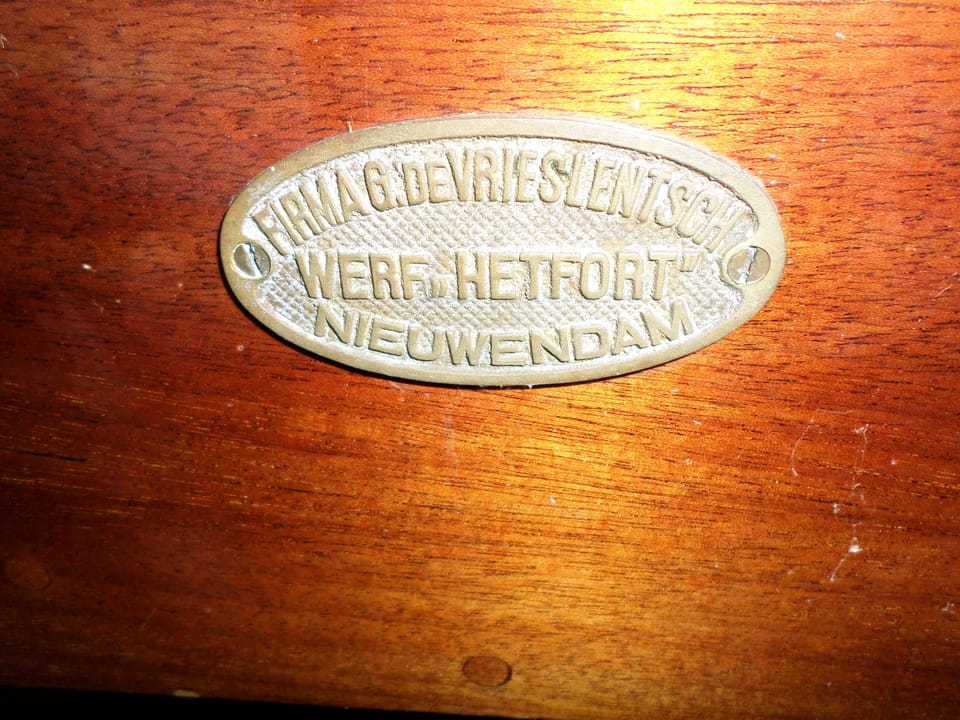 FIRMA G. DE VRIES LENTSCH
WERF „HET FORT"
NIEUWENDAM